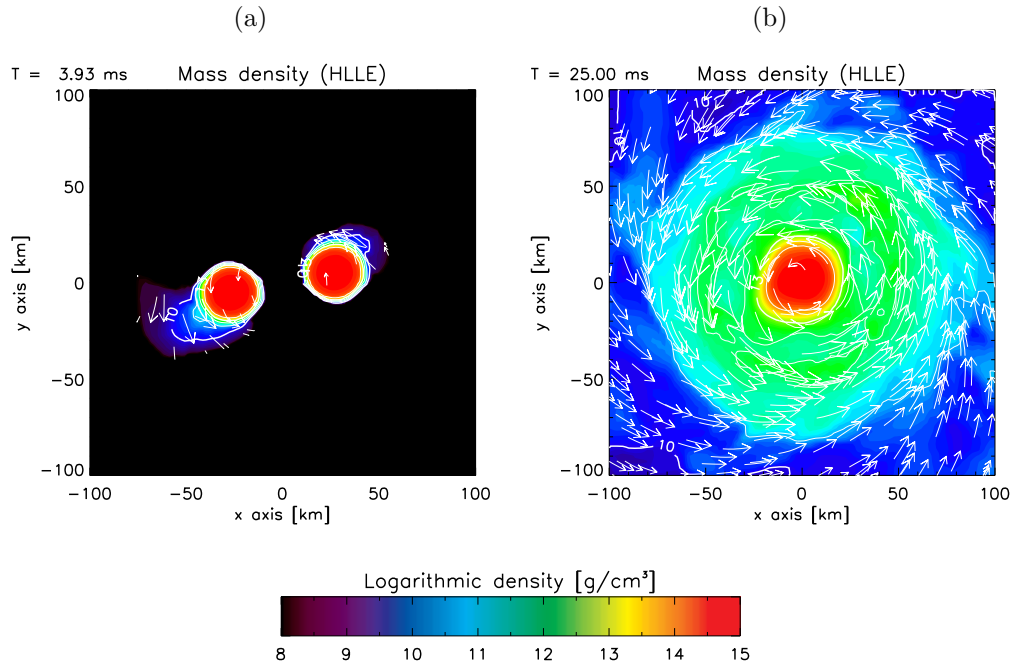 (a)
(b)
T = 3.93 ms Mass density (HLLE)
T = 25.00 ms Mass density (HLLE)
100
50
0
−50
−100
y axis [km]
−100 −50 0 50
x axis [km]
10
100
50
0
−50
−100
y axis [km]
−100 −50 0 50 100
x axis [km]
10
10
Logarithmic density [g/cm³]
8 9 10 11 12 13 14 15